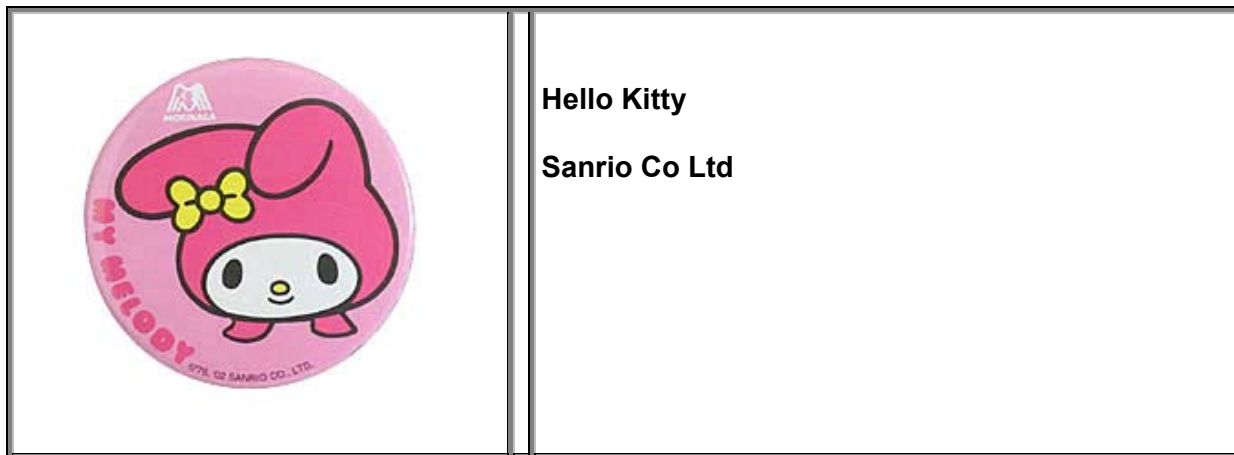 MORINAGA
MY MELODY
©'76, '02 SANRIO CO., LTD.
Hello Kitty
Sanrio Co Ltd